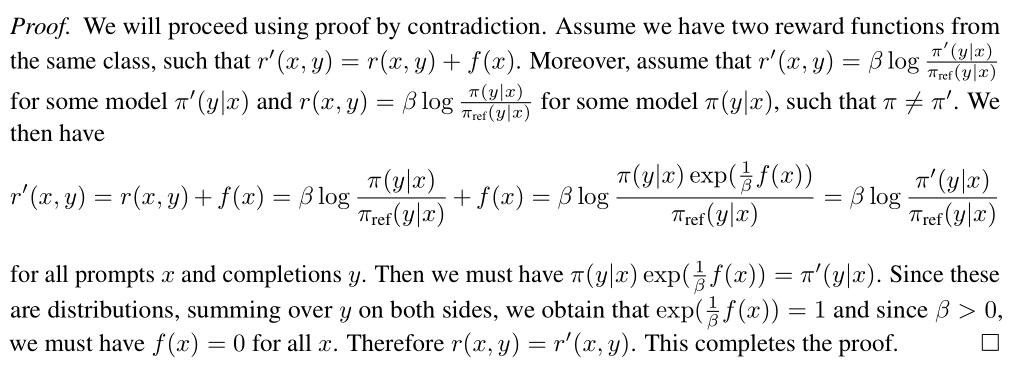 Proof. We will proceed using proof by contradiction. Assume we have two reward functions from
the same class, such that $r'(x, y) = r(x, y) + f(x)$. Moreover, assume that $r'(x, y) = \beta \log \frac{\pi'(y|x)}{\pi_{\text{ref}}(y|x)}$
for some model $\pi'(y|x)$ and $r(x, y) = \beta \log \frac{\pi(y|x)}{\pi_{\text{ref}}(y|x)}$ for some model $\pi(y|x)$, such that $\pi \neq \pi'$. We
then have
$r'(x, y) = r(x, y) + f(x) = \beta \log \frac{\pi(y|x)}{\pi_{\text{ref}}(y|x)} + f(x) = \beta \log \frac{\pi(y|x) \exp(\frac{1}{\beta} f(x))}{\pi_{\text{ref}}(y|x)} = \beta \log \frac{\pi'(y|x)}{\pi_{\text{ref}}(y|x)}$
for all prompts $x$ and completions $y$. Then we must have $\pi(y|x) \exp(\frac{1}{\beta} f(x)) = \pi'(y|x)$. Since these
are distributions, summing over $y$ on both sides, we obtain that $\exp(\frac{1}{\beta} f(x)) = 1$ and since $\beta > 0$,
we must have $f(x) = 0$ for all $x$. Therefore $r(x, y) = r'(x, y)$. This completes the proof. □